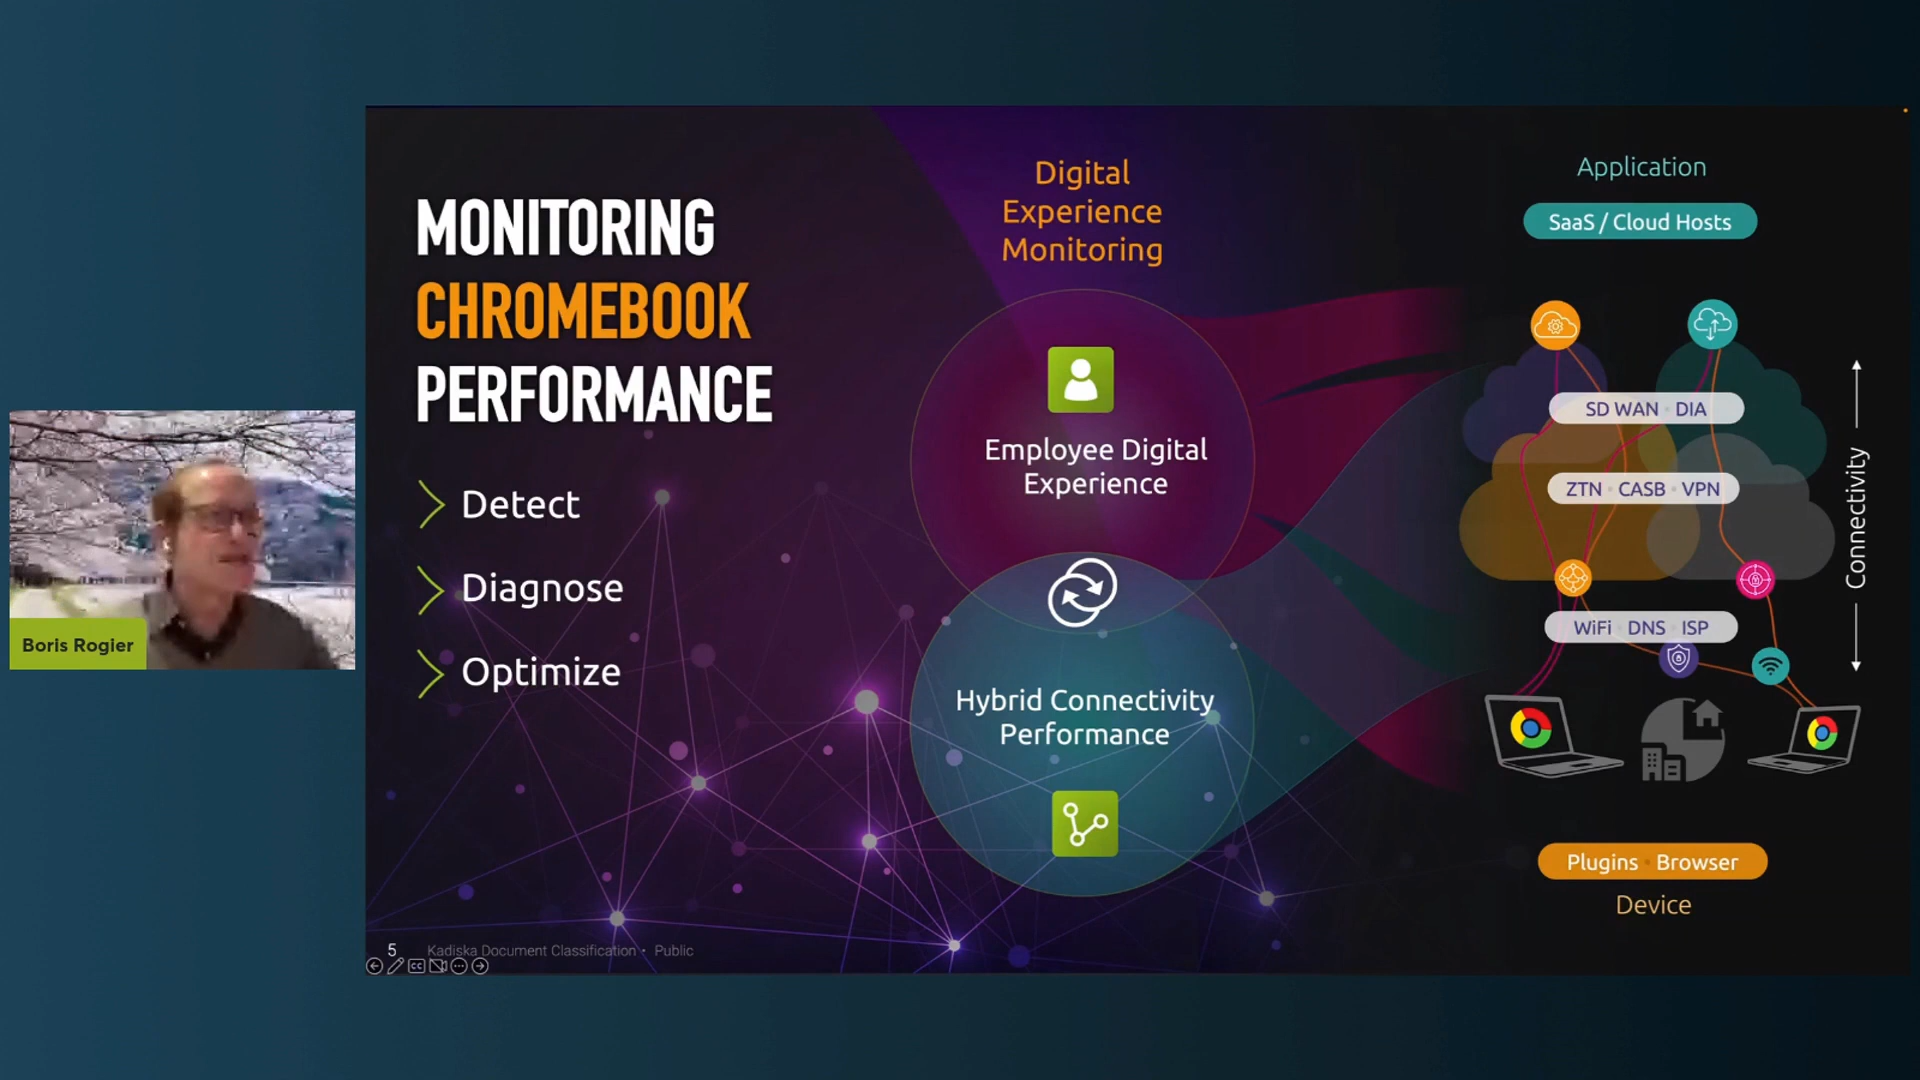 MONITORING
CHROMEBOOK
PERFORMANCE
Detect
Diagnose
Optimize
Digital
Experience
Monitoring
Employee Digital
Experience
Hybrid Connectivity
Performance
Application
SaaS / Cloud Hosts
SD WAN · DIA
ZTN · CASB · VPN
WiFi · DNS · ISP
Connectivity
Plugins · Browser
Device
Boris Rogier
5 Kadiska Document Classification · Public
CC